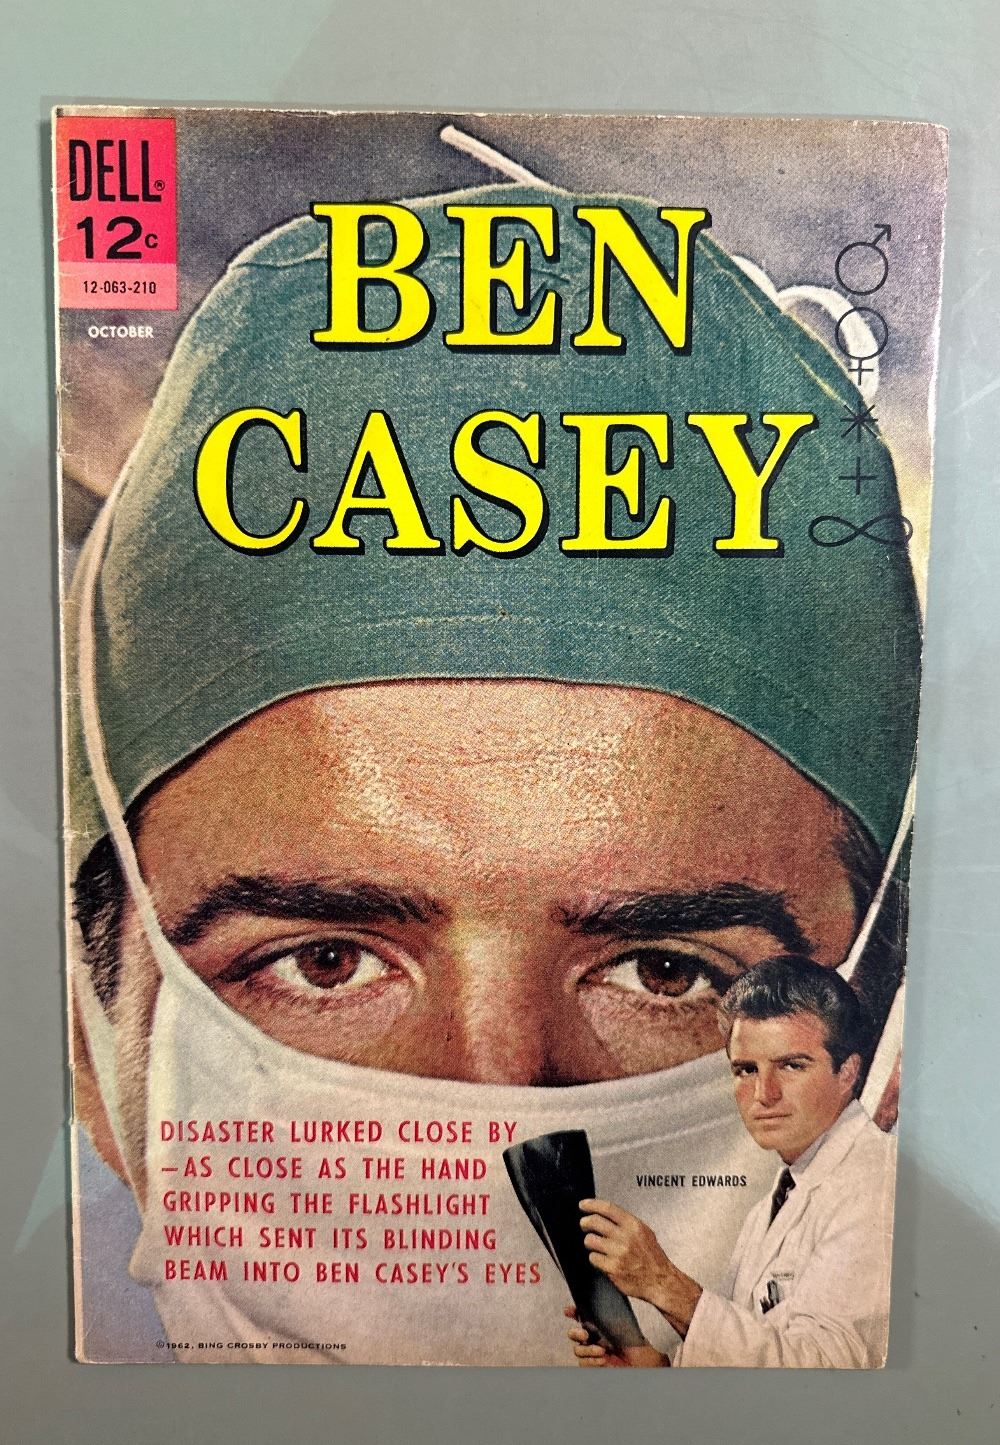 DELL®
12c
12-063-210
OCTOBER
BEN
CASEY
♂
♀
*
+
∞
DISASTER LURKED CLOSE BY
—AS CLOSE AS THE HAND
GRIPPING THE FLASHLIGHT
WHICH SENT ITS BLINDING
BEAM INTO BEN CASEY'S EYES
VINCENT EDWARDS
©1962, BING CROSBY PRODUCTIONS